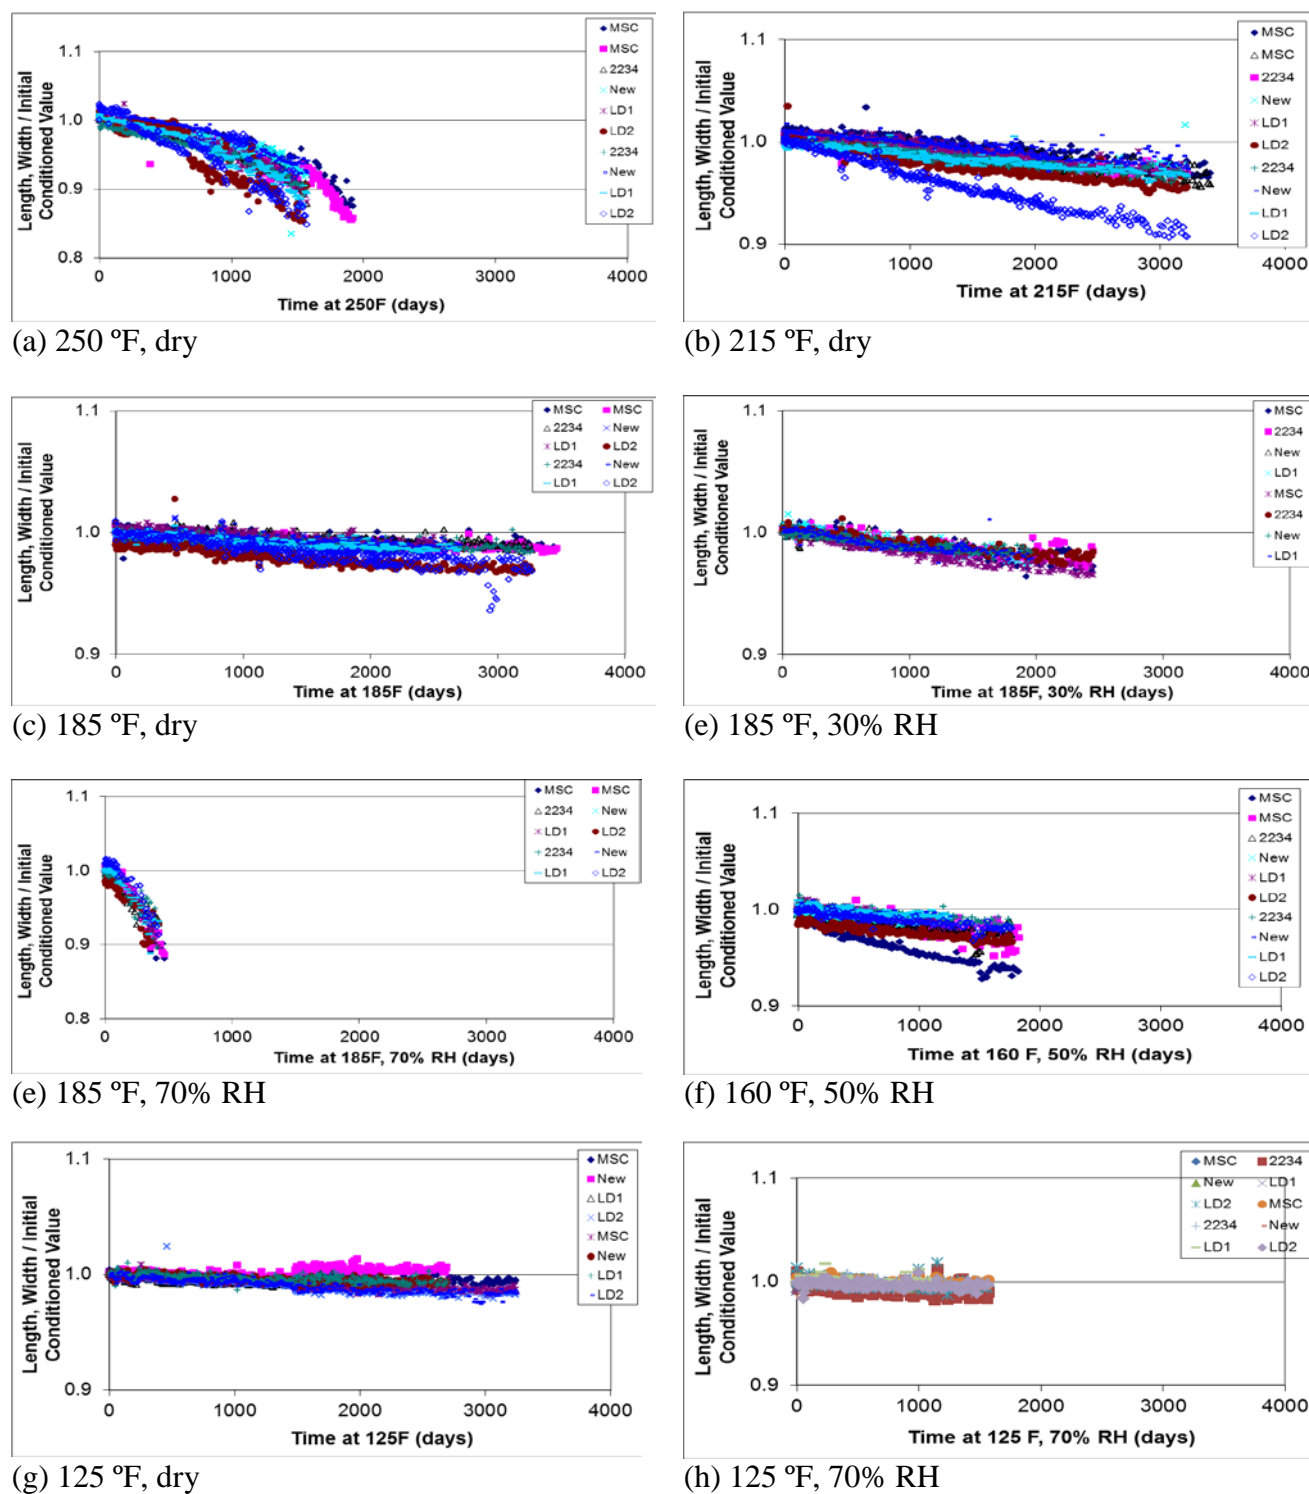 Length, Width / Initial
Conditioned Value
1.1
1.0
0.9
0.8
0
1000
2000
3000
4000
Time at 250F (days)
MSC
MSC
2234
New
LD1
LD2
2234
New
LD1
LD2
(a) 250 ºF, dry
Length, Width / Initial
Conditioned Value
1.1
1.0
0.9
0
1000
2000
3000
4000
Time at 215F (days)
MSC
MSC
2234
New
LD1
LD2
2234
New
LD1
LD2
(b) 215 ºF, dry
Length, Width / Initial
Conditioned Value
1.1
1.0
0.9
0
1000
2000
3000
4000
Time at 185F (days)
MSC MSC
2234 New
LD1 LD2
2234 New
LD1 LD2
(c) 185 ºF, dry
Length, Width / Initial
Conditioned Value
1.1
1.0
0.9
0
1000
2000
3000
4000
Time at 185F, 30% RH (days)
MSC
2234
New
LD1
MSC
2234
New
LD1
(e) 185 ºF, 30% RH
Length, Width / Initial
Conditioned Value
1.1
1.0
0.9
0.8
0
1000
2000
3000
4000
Time at 185F, 70% RH (days)
MSC MSC
2234 New
LD1 LD2
2234 New
LD1 LD2
(e) 185 ºF, 70% RH
Length, Width / Initial
Conditioned Value
1.1
1.0
0.9
0
1000
2000
3000
4000
Time at 160 F, 50% RH (days)
MSC
MSC
2234
New
LD1
LD2
2234
New
LD1
LD2
(f) 160 ºF, 50% RH
Length, Width / Initial
Conditioned Value
1.1
1.0
0.9
0
1000
2000
3000
4000
Time at 125F (days)
MSC
New
LD1
LD2
MSC
New
LD1
LD2
(g) 125 ºF, dry
Length, Width / Initial
Conditioned Value
1.1
1.0
0.9
0
1000
2000
3000
4000
Time at 125 F, 70% RH (days)
MSC 2234
New LD1
LD2 MSC
2234 New
LD1 LD2
(h) 125 ºF, 70% RH